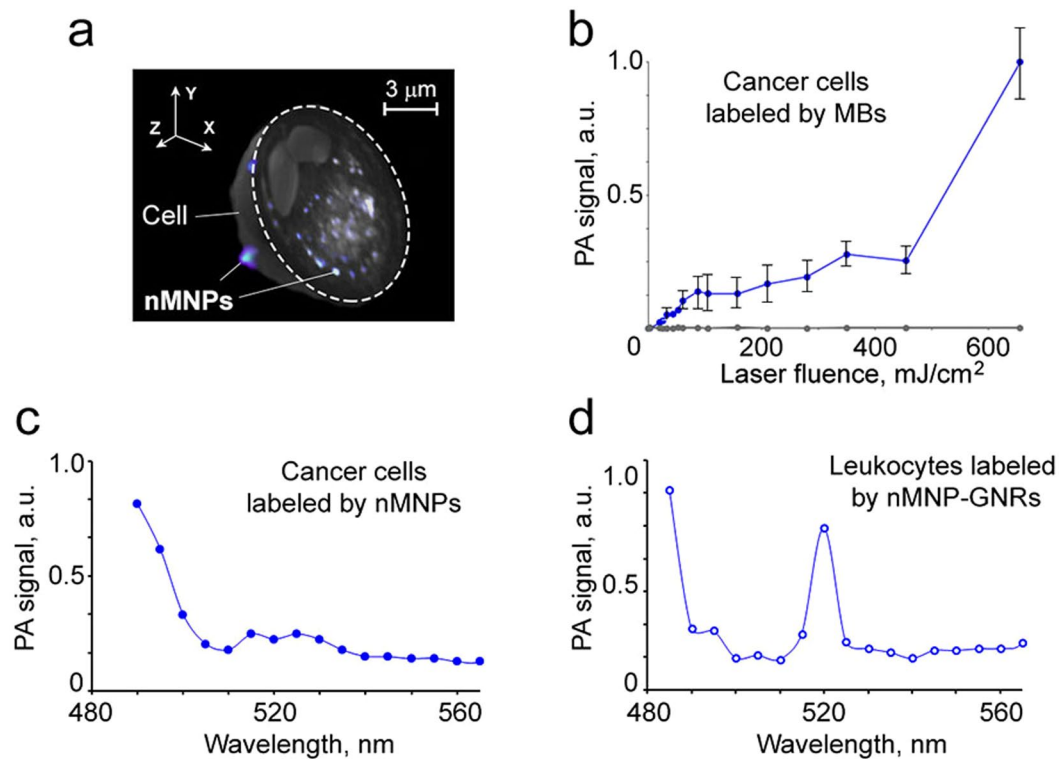 a
Y
Z
X
3 μm
Cell
nMNPs
b
Cancer cells
labeled by MBs
PA signal, a.u.
1.0
0.5
0
200
400
600
Laser fluence, mJ/cm²
c
Cancer cells
labeled by nMNPs
PA signal, a.u.
1.0
0.5
0
480
520
560
Wavelength, nm
d
Leukocytes labeled
by nMNP-GNRs
PA signal, a.u.
1.0
0.5
0
480
520
560
Wavelength, nm